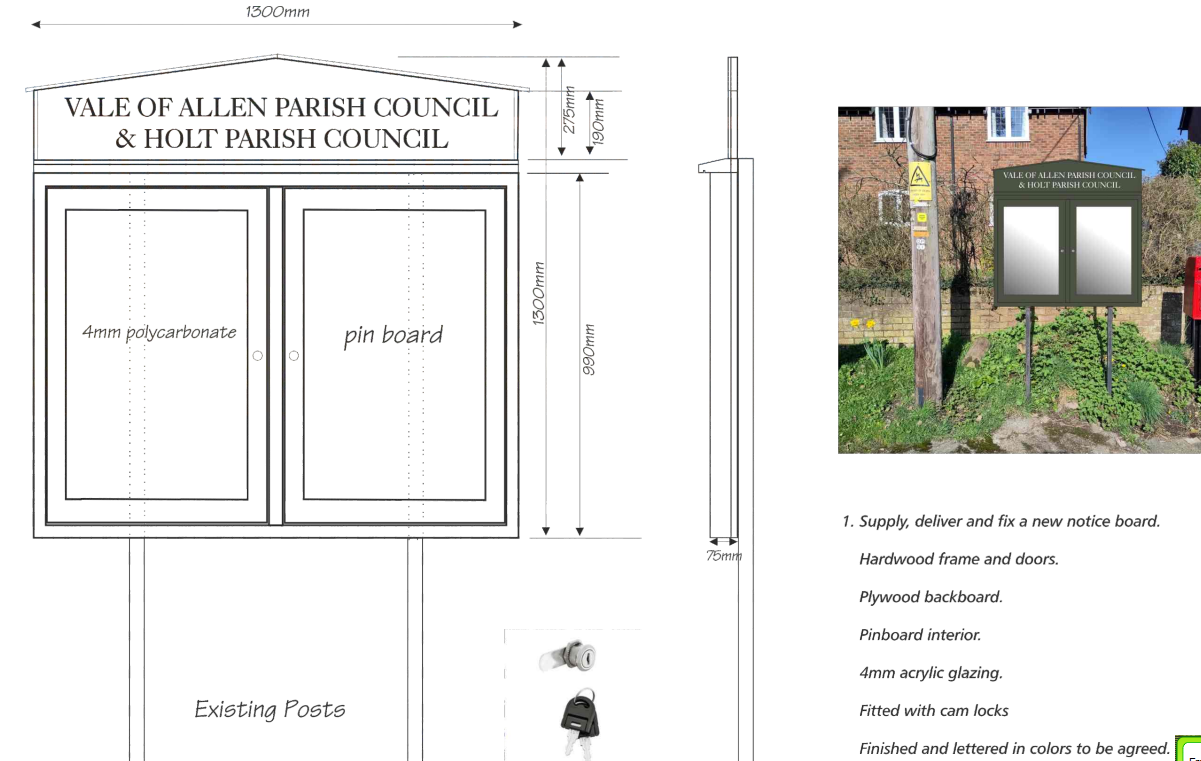 1300mm
VALE OF ALLEN PARISH COUNCIL
& HOLT PARISH COUNCIL
275mm
190mm
1300mm
990mm
4mm polycarbonate
pin board
75mm
Existing Posts
VALE OF ALLEN PARISH COUNCIL
& HOLT PARISH COUNCIL
1. Supply, deliver and fix a new notice board.
Hardwood frame and doors.
Plywood backboard.
Pinboard interior.
4mm acrylic glazing.
Fitted with cam locks
Finished and lettered in colors to be agreed.